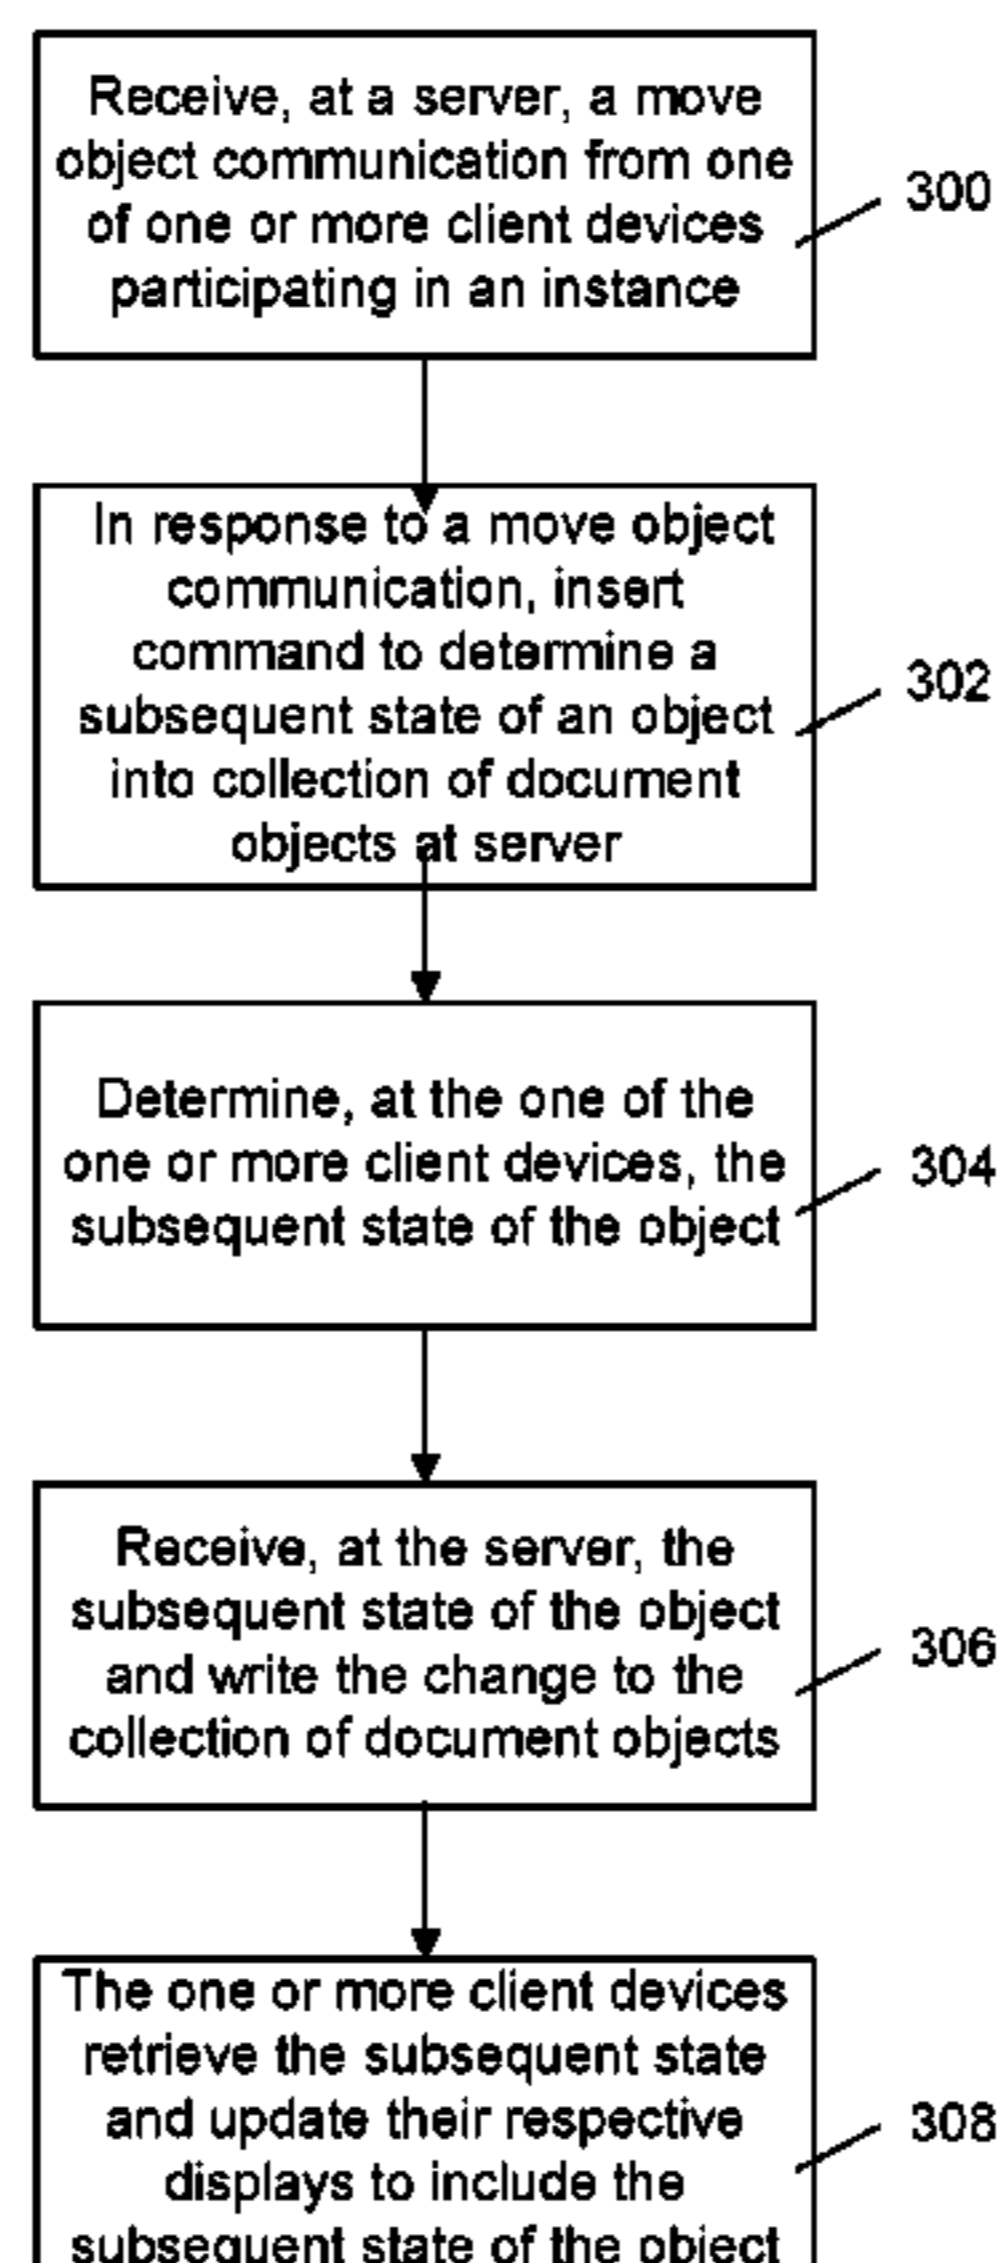 Receive, at a server, a move
object communication from one
of one or more client devices
participating in an instance
300
In response to a move object
communication, insert
command to determine a
subsequent state of an object
into collection of document
objects at server
302
Determine, at the one of the
one or more client devices, the
subsequent state of the object
304
Receive, at the server, the
subsequent state of the object
and write the change to the
collection of document objects
306
The one or more client devices
retrieve the subsequent state
and update their respective
displays to include the
subsequent state of the object
308